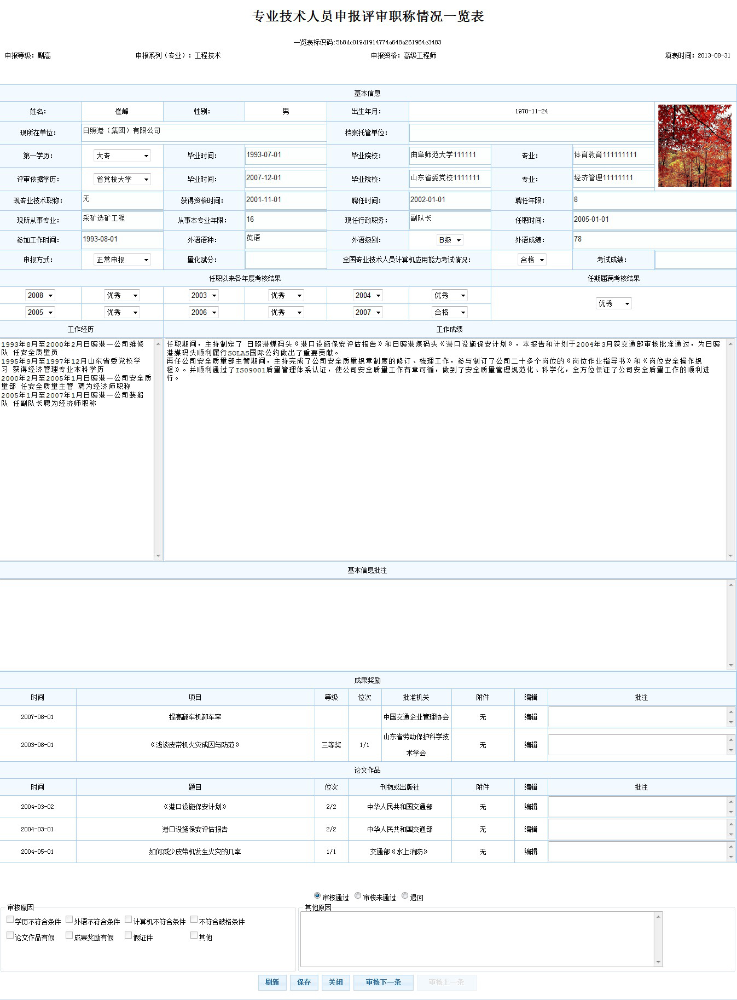 专业技术人员申报评审职称情况一览表
一览表标识码:5b8dc019d1914774a648a261964c3483
申报等级：副高 申报系列（专业）：工程技术 申报资格：高级工程师 填表时间：2013-08-31
基本信息
姓名： 崔峰 性别： 男 出生年月： 1970-11-24
现所在单位： 日照港（集团）有限公司 档案托管单位：
第一学历： 大专 毕业时间： 1993-07-01 毕业院校： 曲阜师范大学111111 专业： 体育教育111111111
评审依据学历： 省党校大学 毕业时间： 2007-12-01 毕业院校： 山东省委党校1111111 专业： 经济管理11111111
现专业技术职称： 无 获得资格时间： 2001-11-01 聘任时间： 2002-01-01 聘任年限： 8
现所从事专业： 采矿选矿工程 从事本专业年限： 16 现任行政职务： 副队长 任职时间： 2005-01-01
参加工作时间： 1993-08-01 外语语种： 英语 外语级别： B级 外语成绩： 78
申报方式： 正常申报 量化赋分： 全国专业技术人员计算机应用能力考试情况： 合格 考试成绩：
任职以来各年度考核结果 任期届满考核结果
2008 优秀 2003 优秀 2004 优秀 优秀
2005 优秀 2006 优秀 2007 合格
工作经历 工作成绩
1993年8月至2000年2月日照港一公司维修
队 任安全质量员
1995年9月至1997年12月山东省委党校学
习 获得经济管理专业本科学历
2000年2月至2005年1月日照港一公司安全质
量部 任安全质量主管 聘为经济师职称
2005年1月至2007年1月日照港一公司装船
队 任副队长聘为经济师职称
任职期间，主持制定了 日照港煤码头《港口设施保安评估报告》和日照港煤码头《港口设施保安计划》，本报告和计划于2004年3月获交通部审核批准通过，为日照
港煤码头顺利履行SOLAS国际公约做出了重要贡献。
再任公司安全质量部主管期间，主持完成了公司安全质量规章制度的修订、梳理工作，参与制订了公司二十多个岗位的《岗位作业指导书》和《岗位安全操作规
程》。并顺利通过了ISO9001质量管理体系认证，使公司安全质量工作有章可循，做到了安全质量管理规范化、科学化，全方位保证了公司安全质量工作的顺利进
行。
基本信息批注
成果奖励
时间 项目 等级 位次 批准机关 附件 编辑 批注
2007-08-01 提高翻车机卸车率 中国交通企业管理协会 无 编辑
2003-08-01 《浅谈皮带机火灾成因与防范》 三等奖 1/1 山东省劳动保护科学技
术学会 无 编辑
论文作品
时间 题目 位次 刊物或出版社 附件 编辑 批注
2004-03-02 《港口设施保安计划》 2/2 中华人民共和国交通部 无 编辑
2004-03-01 港口设施保安评估报告 2/2 中华人民共和国交通部 无 编辑
2004-05-01 如何减少皮带机发生火灾的几率 1/1 交通部《水上消防》 无 编辑
审核通过 审核未通过 退回
审核原因 其他原因
学历不符合条件 外语不符合条件 计算机不符合条件 不符合破格条件
论文作品有假 成果奖励有假 假证件 其他
刷新 保存 关闭 审核下一条 审核上一条